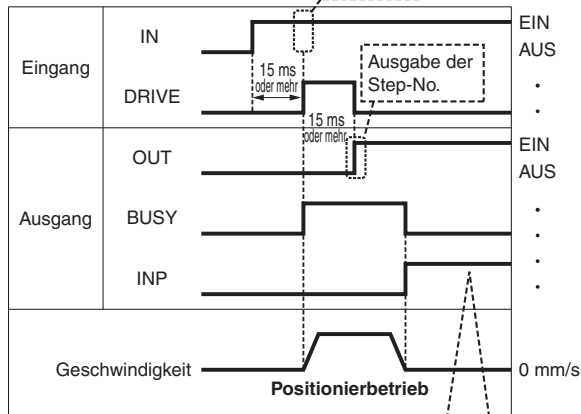 EIN
IN
AUS
Eingang
15 ms
oder mehr
Ausgabe der
Step-No.
DRIVE
15 ms
oder mehr
OUT
EIN
AUS
Ausgang
BUSY
INP
Geschwindigkeit
0 mm/s
Positionierbetrieb